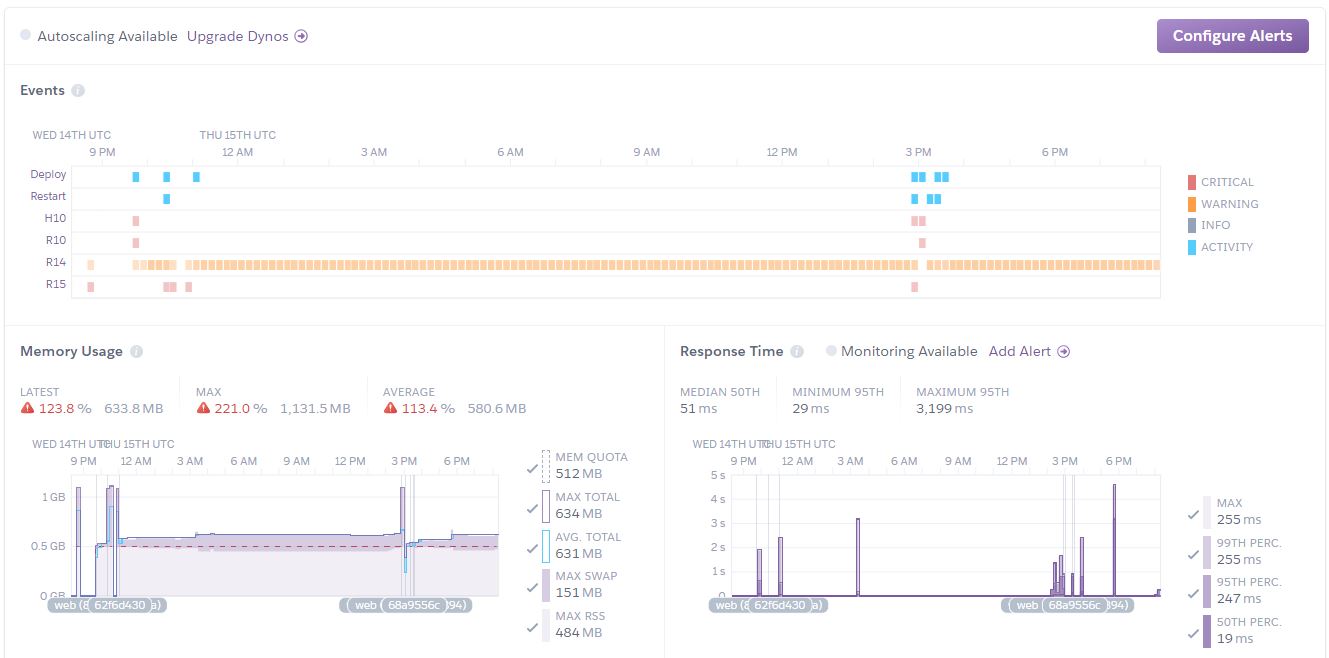 Autoscaling Available Upgrade Dynos
Configure Alerts
Events
WED 14TH UTC THU 15TH UTC
9 PM 12 AM 3 AM 6 AM 9 AM 12 PM 3 PM 6 PM
Deploy
Restart
H10
R10
R14
R15
CRITICAL
WARNING
INFO
ACTIVITY
Memory Usage
LATEST MAX AVERAGE
123.8 % 633.8 MB 221.0 % 1,131.5 MB 113.4 % 580.6 MB
WED 14TH UTC THU 15TH UTC
9 PM 12 AM 3 AM 6 AM 9 AM 12 PM 3 PM 6 PM
1 GB
0.5 GB
0 GB
web (8 62f6d430 a) ( web ( 68a9556c )94)
MEM QUOTA
512 MB
MAX TOTAL
634 MB
AVG. TOTAL
631 MB
MAX SWAP
151 MB
MAX RSS
484 MB
Response Time Monitoring Available Add Alert
MEDIAN 50TH MINIMUM 95TH MAXIMUM 95TH
51 ms 29 ms 3,199 ms
WED 14TH UTC THU 15TH UTC
9 PM 12 AM 3 AM 6 AM 9 AM 12 PM 3 PM 6 PM
5 s
4 s
3 s
2 s
1 s
0
web (8 62f6d430 a) ( web ( 68a9556c 394)
MAX
255 ms
99TH PERC.
255 ms
95TH PERC.
247 ms
50TH PERC.
19 ms